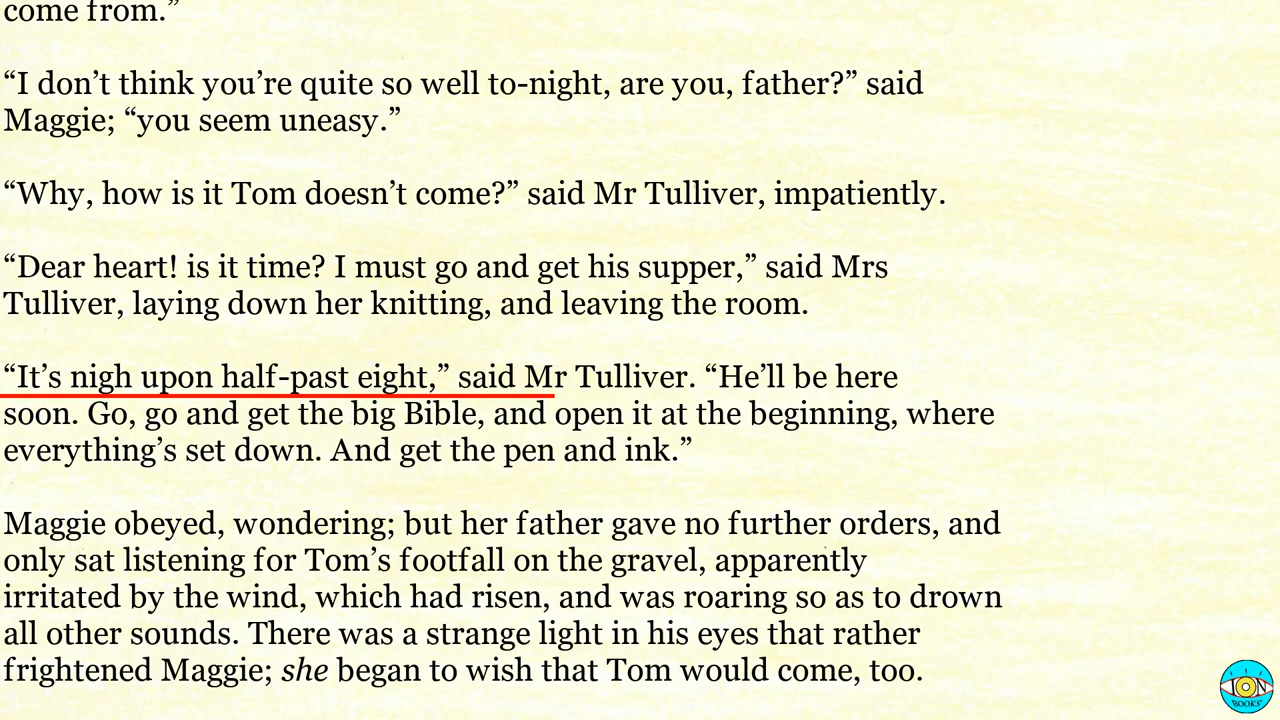 come from.”
“I don’t think you’re quite so well to-night, are you, father?” said
Maggie; “you seem uneasy.”
“Why, how is it Tom doesn’t come?” said Mr Tulliver, impatiently.
“Dear heart! is it time? I must go and get his supper,” said Mrs
Tulliver, laying down her knitting, and leaving the room.
“It’s nigh upon half-past eight,” said Mr Tulliver. “He’ll be here
soon. Go, go and get the big Bible, and open it at the beginning, where
everything’s set down. And get the pen and ink.”
Maggie obeyed, wondering; but her father gave no further orders, and
only sat listening for Tom’s footfall on the gravel, apparently
irritated by the wind, which had risen, and was roaring so as to drown
all other sounds. There was a strange light in his eyes that rather
frightened Maggie; she began to wish that Tom would come, too.
ION
BOOKS